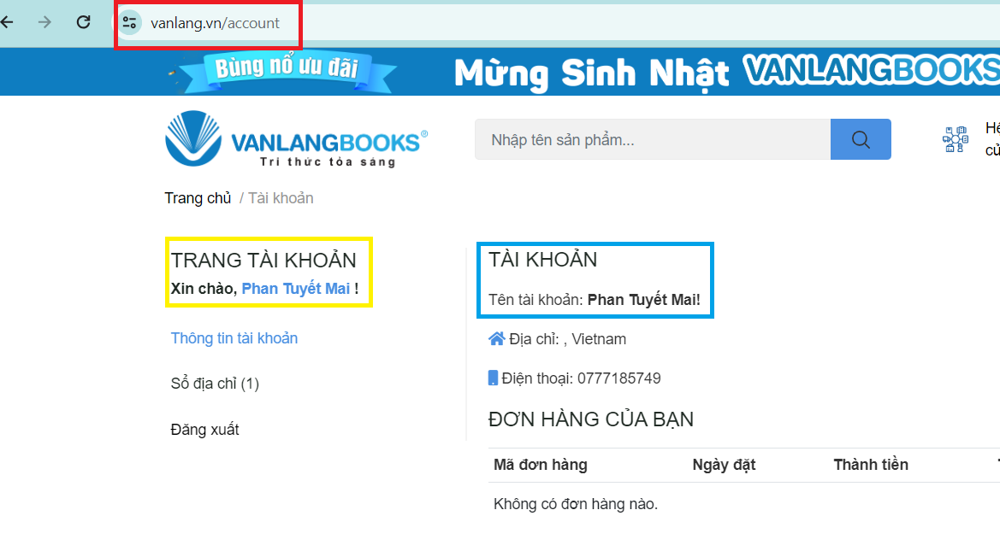 vanlang.vn/account
Bùng nổ ưu đãi
Mừng Sinh Nhật VANLANGBOOKS
VANLANGBOOKS®
Tri thức tỏa sáng
Nhập tên sản phẩm...
Trang chủ / Tài khoản
TRANG TÀI KHOẢN
Xin chào, Phan Tuyết Mai !
Thông tin tài khoản
Sổ địa chỉ (1)
Đăng xuất
TÀI KHOẢN
Tên tài khoản: Phan Tuyết Mai!
Địa chỉ: , Vietnam
Điện thoại: 0777185749
ĐƠN HÀNG CỦA BẠN
Mã đơn hàng Ngày đặt Thành tiền
Không có đơn hàng nào.